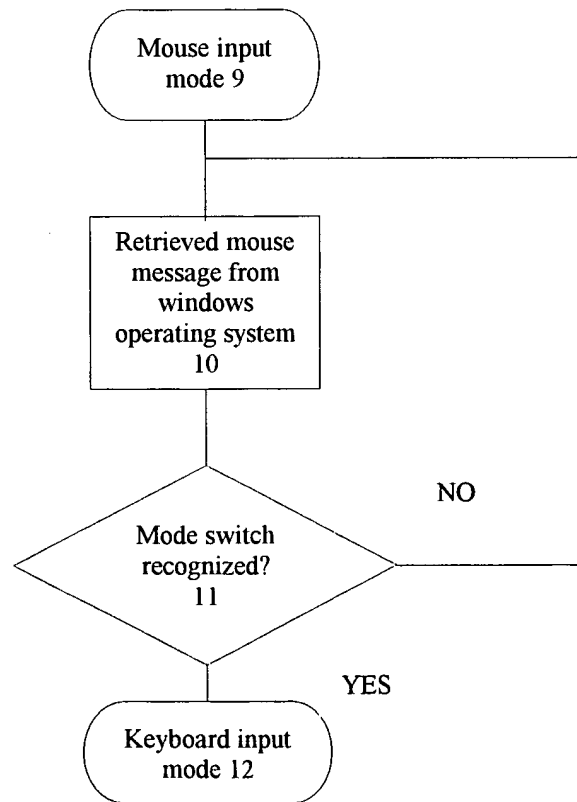 Mouse input
mode 9
Retrieved mouse
message from
windows
operating system
10
NO
Mode switch
recognized?
11
YES
Keyboard input
mode 12